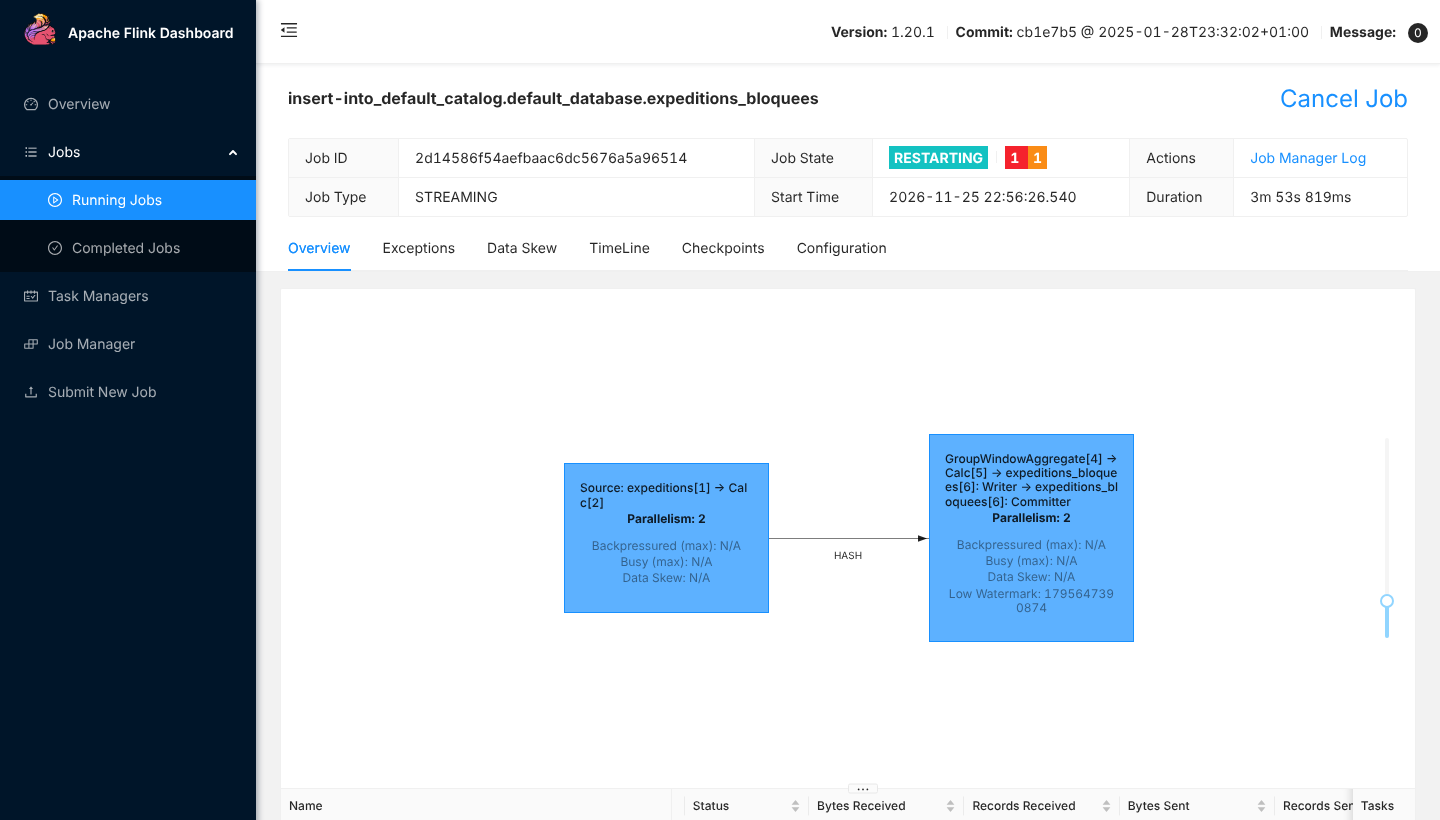 Apache Flink Dashboard
Version: 1.20.1 Commit: cb1e7b5 @ 2025-01-28T23:32:02+01:00 Message: 0
Overview
Jobs
Running Jobs
Completed Jobs
Task Managers
Job Manager
Submit New Job
insert-into_default_catalog.default_database.expeditions_bloquees
Cancel Job
Job ID 2d14586f54aefbaac6dc5676a5a96514 Job State RESTARTING 1 1 Actions Job Manager Log
Job Type STREAMING Start Time 2026-11-25 22:56:26.540 Duration 3m 53s 819ms
Overview Exceptions Data Skew TimeLine Checkpoints Configuration
Source: expeditions[1] -> Cal
c[2]
Parallelism: 2
Backpressured (max): N/A
Busy (max): N/A
Data Skew: N/A
HASH
GroupWindowAggregate[4] ->
Calc[5] -> expeditions_bloque
es[6]: Writer -> expeditions_bl
oquees[6]: Committer
Parallelism: 2
Backpressured (max): N/A
Busy (max): N/A
Data Skew: N/A
Low Watermark: 179564739
0874
Name Status Bytes Received Records Received Bytes Sent Records Sen Tasks